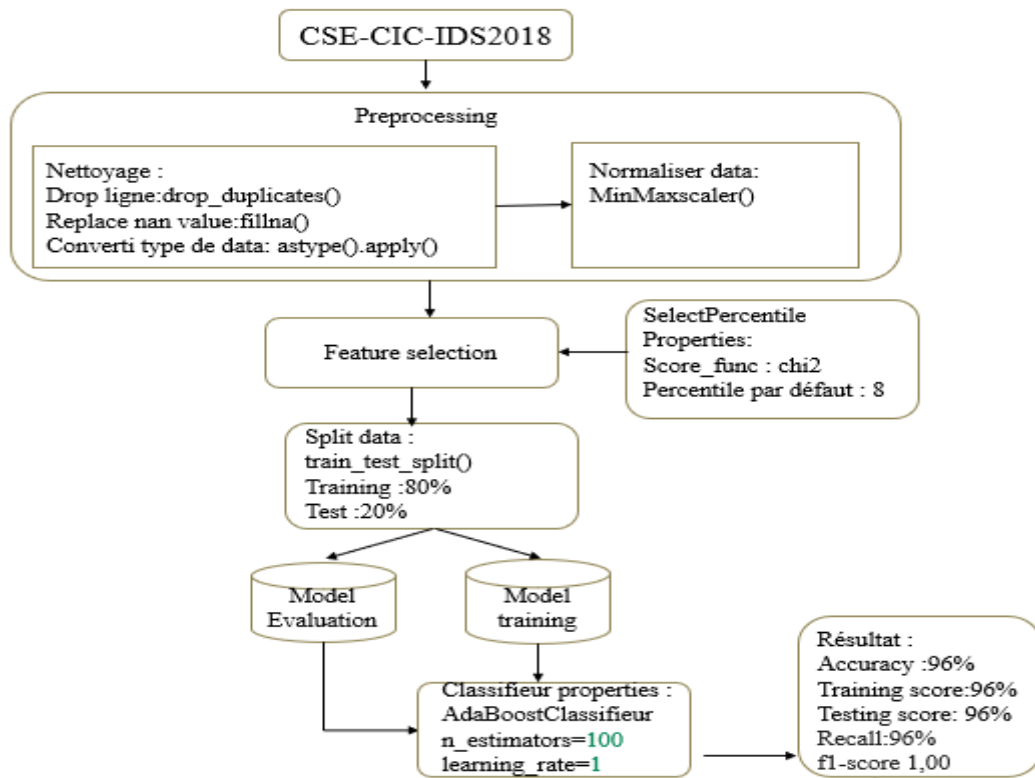 CSE-CIC-IDS2018
Preprocessing
Nettoyage :
Drop ligne:drop_duplicates()
Replace nan value:fillna()
Converti type de data: astype().apply()
Normaliser data:
MinMaxscaler()
Feature selection
SelectPercentile
Properties:
Score_func : chi2
Percentile par défaut : 8
Split data :
train_test_split()
Training :80%
Test :20%
Model
Evaluation
Model
training
Classifieur properties :
AdaBoostClassifieur
n_estimators=100
learning_rate=1
Résultat :
Accuracy :96%
Training score:96%
Testing score: 96%
Recall:96%
f1-score 1,00